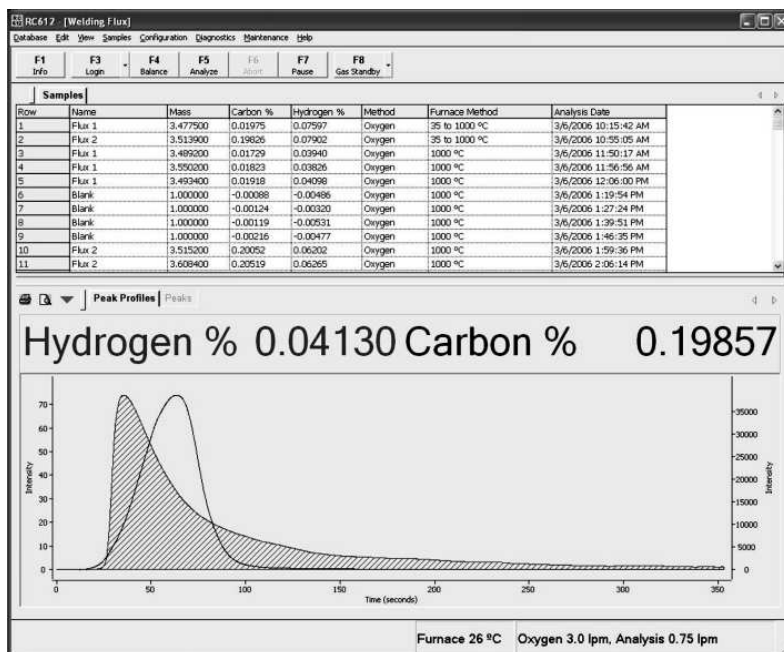 RC612 - [Welding Flux]
Database Edit View Samples Configuration Diagnostics Maintenance Help
F1 F3 F4 F5 F6 F7 F8
Info Login Balance Analyze Abort Pause Gas Standby
Samples
Row Name Mass Carbon % Hydrogen % Method Furnace Method Analysis Date
1 Flux 1 3.477500 0.01975 0.07597 Oxygen 35 to 1000 ºC 3/6/2006 10:15:42 AM
2 Flux 2 3.513900 0.19826 0.07902 Oxygen 35 to 1000 ºC 3/6/2006 10:55:05 AM
3 Flux 1 3.489200 0.01729 0.03940 Oxygen 1000 ºC 3/6/2006 11:50:17 AM
4 Flux 1 3.550200 0.01823 0.03826 Oxygen 1000 ºC 3/6/2006 11:56:56 AM
5 Flux 1 3.493400 0.01918 0.04098 Oxygen 1000 ºC 3/6/2006 12:06:00 PM
6 Blank 1.000000 -0.00088 -0.00486 Oxygen 1000 ºC 3/6/2006 1:19:54 PM
7 Blank 1.000000 -0.00124 -0.00320 Oxygen 1000 ºC 3/6/2006 1:27:24 PM
8 Blank 1.000000 -0.00119 -0.00531 Oxygen 1000 ºC 3/6/2006 1:39:51 PM
9 Blank 1.000000 -0.00216 -0.00477 Oxygen 1000 ºC 3/6/2006 1:46:35 PM
10 Flux 2 3.515200 0.20052 0.06202 Oxygen 1000 ºC 3/6/2006 1:59:36 PM
11 Flux 2 3.608400 0.20519 0.06265 Oxygen 1000 ºC 3/6/2006 2:06:14 PM
Peak Profiles Peaks
Hydrogen % 0.04130 Carbon % 0.19857
70 35000
60 30000
50 25000
40 20000
30 15000
20 10000
10 5000
0 0
Intensity
Intensity
0 50 100 150 200 250 300 350
Time (seconds)
Furnace 26 ºC Oxygen 3.0 lpm, Analysis 0.75 lpm